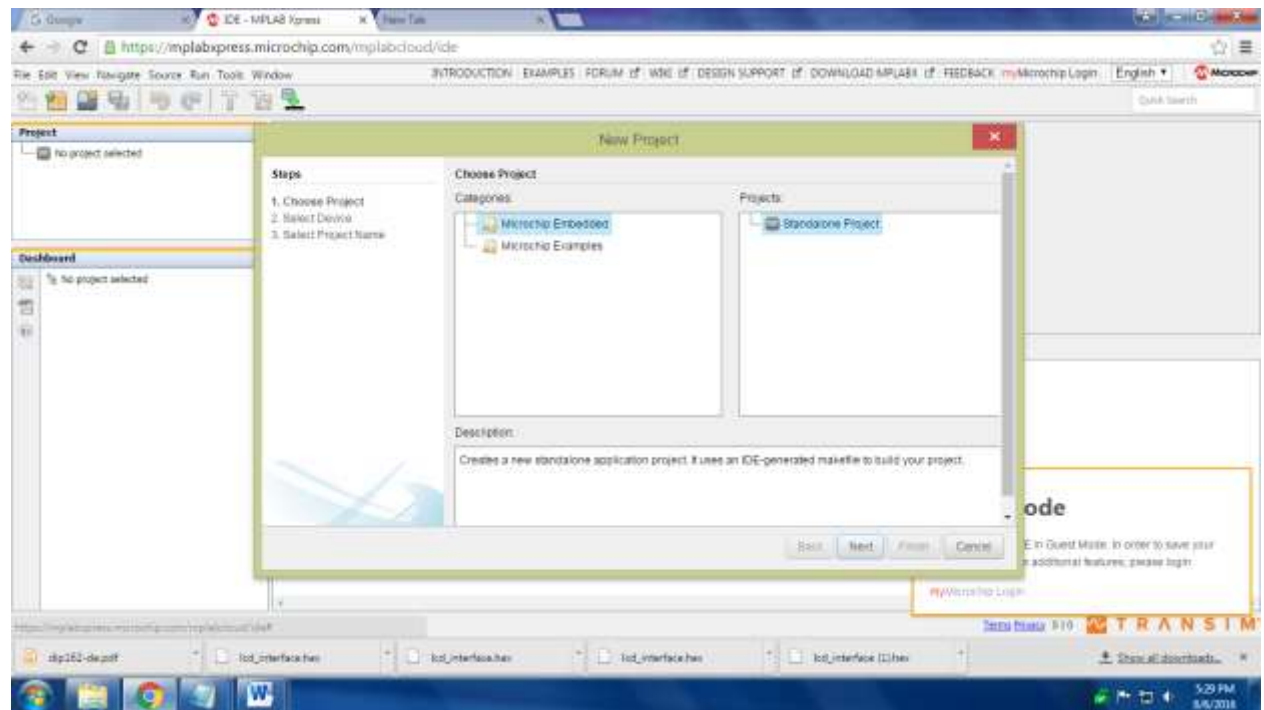 Google
IDE - MPLAB Xpress
New Tab
https://mplabxpress.microchip.com/mplabcloud/ide
File Edit View Navigate Source Run Tools Window
INTRODUCTION EXAMPLES FORUM WIKI DESIGN SUPPORT DOWNLOAD MPLABX FEEDBACK myMicrochip Login English MICROCHIP
Quick Search
Project
No project selected
Dashboard
No project selected
New Project
Steps
1. Choose Project
2. Select Device
3. Select Project Name
Choose Project
Categories:
Microchip Embedded
Microchip Examples
Projects:
Standalone Project
Description:
Creates a new standalone application project. It uses an IDE-generated makefile to build your project.
Back Next Finish Cancel
ode
E in Guest Mode. In order to save your
additional features, please login
myMicrochip Login
Terms Privacy
TRANSIM
lcd_interface.hex
lcd_interface.hex
lcd_interface.hex
lcd_interface (1).hex
Show all downloads...
W
5:29 PM